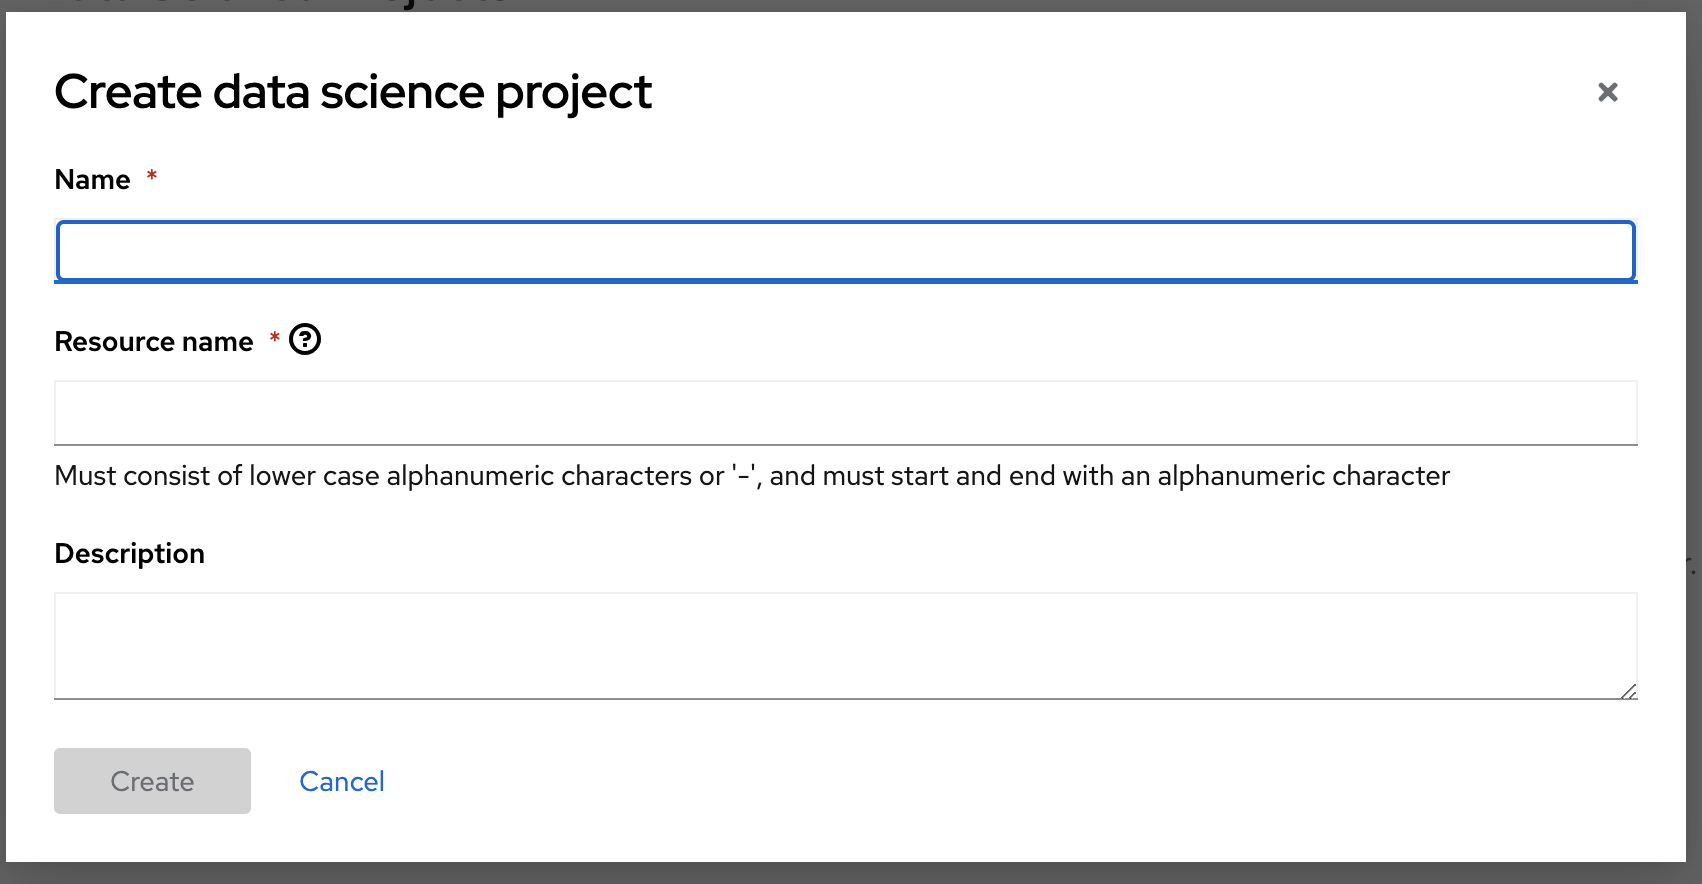 Create data science project
Name *
Resource name *
Must consist of lower case alphanumeric characters or '-', and must start and end with an alphanumeric character
Description
Create
Cancel